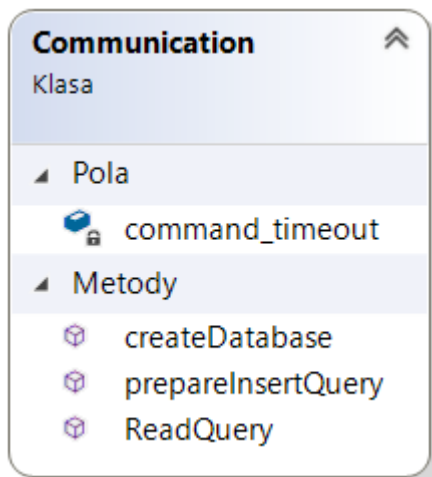 Communication
Klasa
Pola
command_timeout
Metody
createDatabase
prepareInsertQuery
ReadQuery